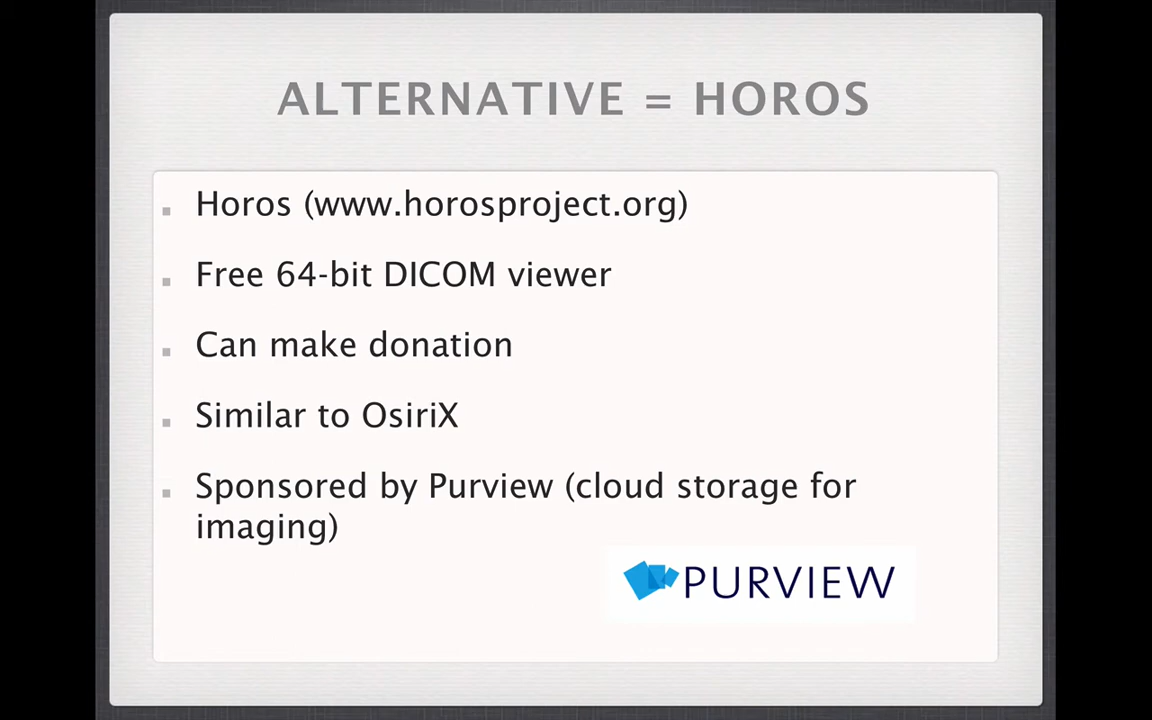 ALTERNATIVE = HOROS
Horos (www.horosproject.org)
Free 64-bit DICOM viewer
Can make donation
Similar to OsiriX
Sponsored by Purview (cloud storage for
imaging)
PURVIEW